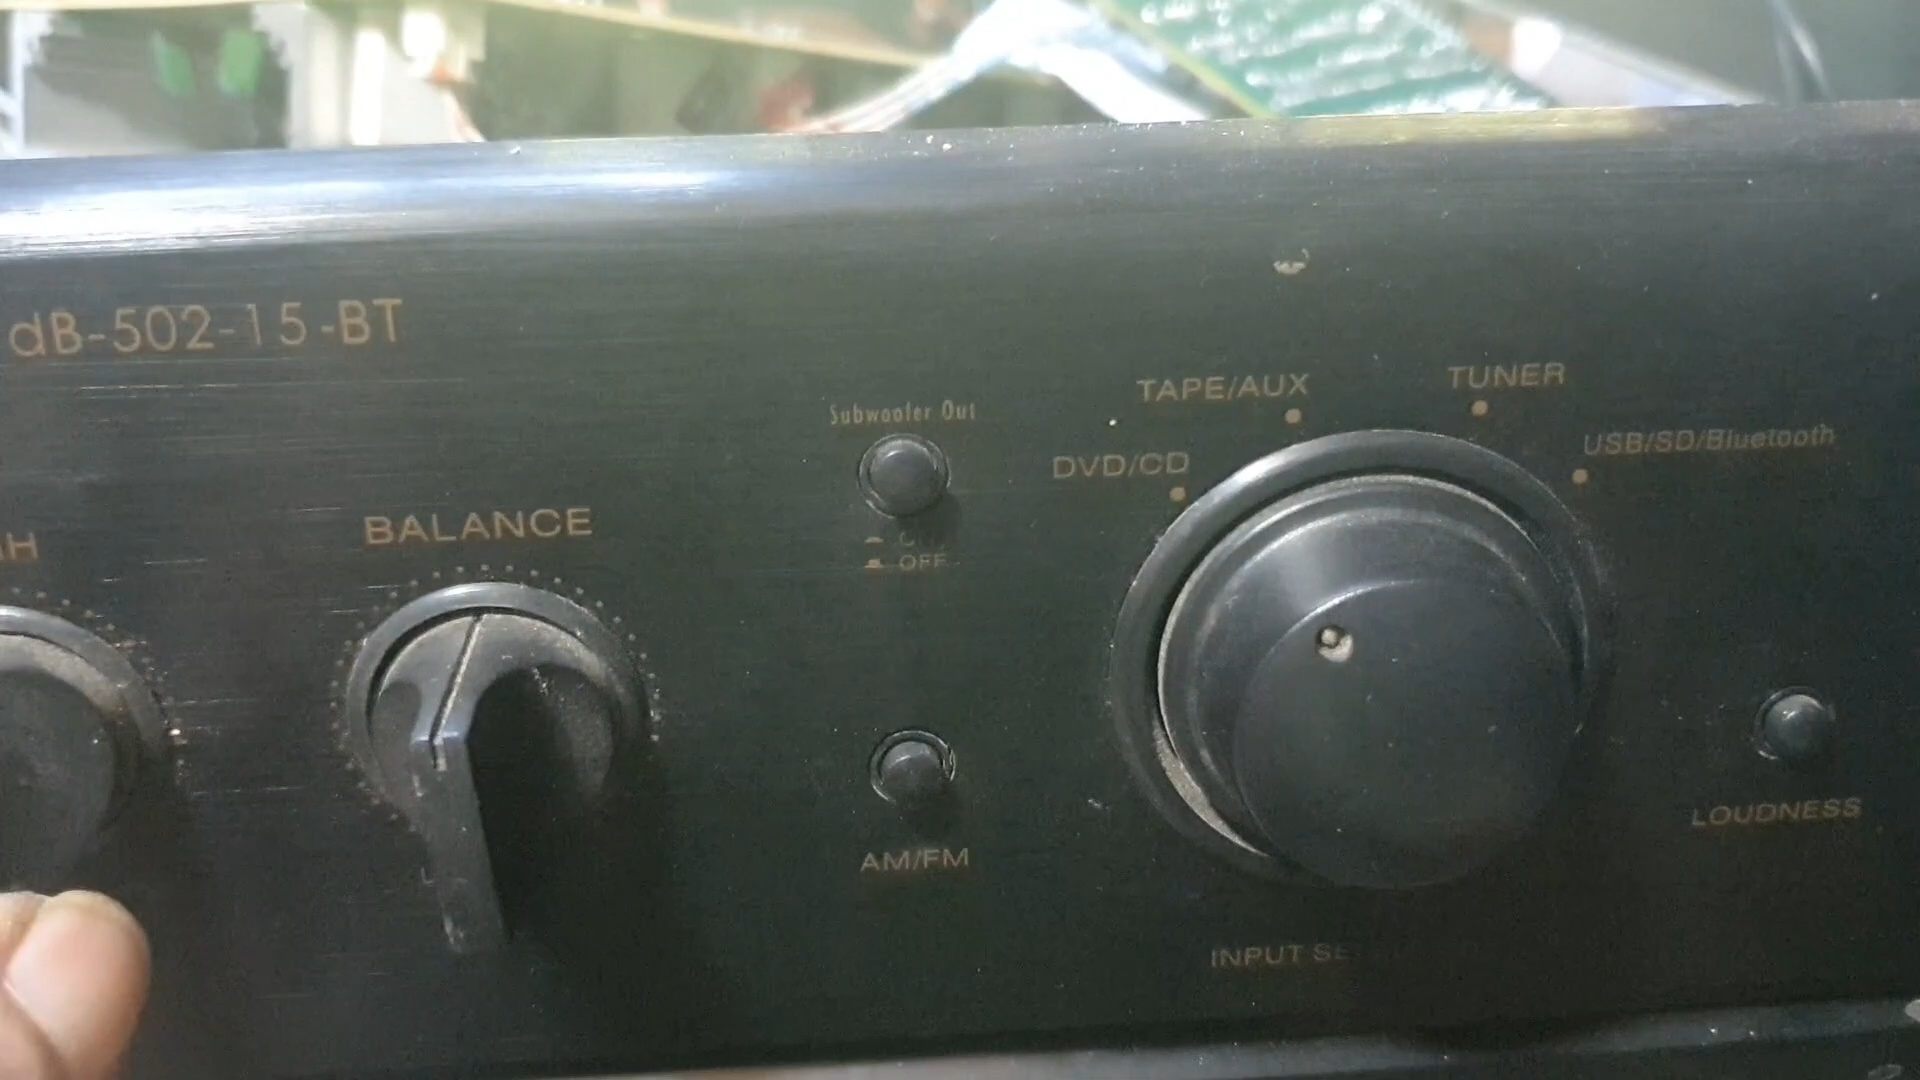 dB-502-15-BT
TAPE/AUX
TUNER
Subwoofer Out
USB/SD/Bluetooth
DVD/CD
BALANCE
OFF
LOUDNESS
AM/FM
INPUT